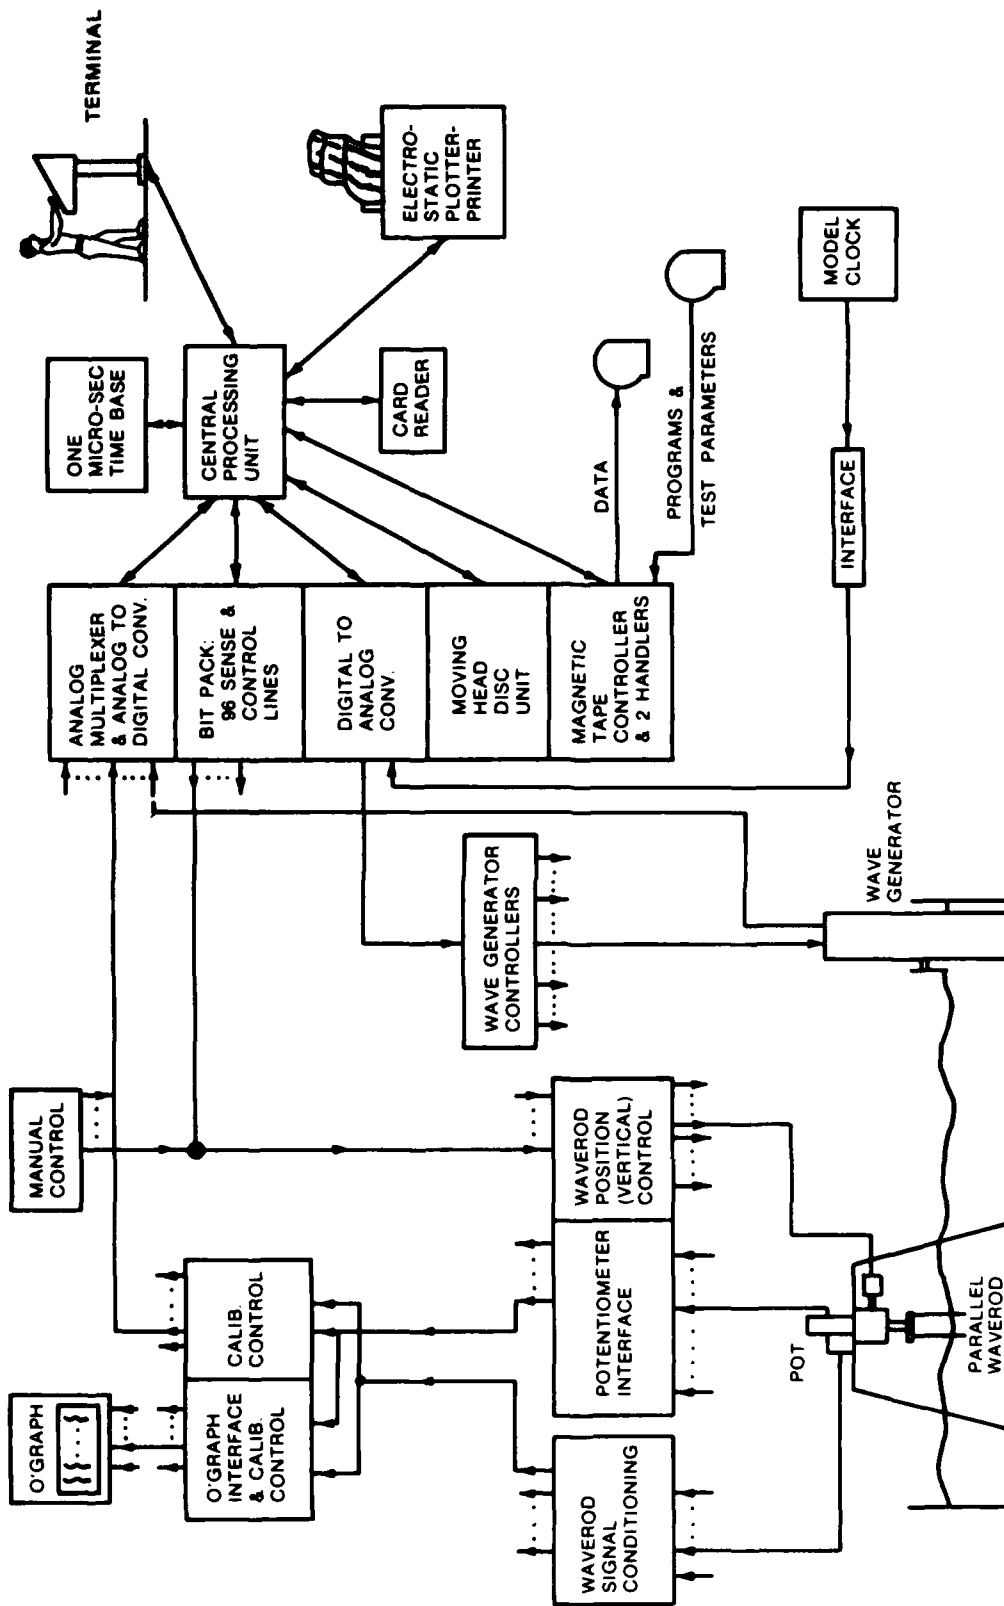 TERMINAL
ONE
MICRO-SEC
TIME BASE
CENTRAL
PROCESSING
UNIT
ELECTRO-
STATIC
PLOTTER-
PRINTER
CARD
READER
ANALOG
MULTIPLEXER
& ANALOG TO
DIGITAL CONV.
BIT PACK:
96 SENSE &
CONTROL
LINES
DIGITAL TO
ANALOG
CONV.
MOVING
HEAD
DISC
UNIT
MAGNETIC
TAPE
CONTROLLER
& 2 HANDLERS
DATA
PROGRAMS &
TEST PARAMETERS
MODEL
CLOCK
INTERFACE
MANUAL
CONTROL
WAVE GENERATOR
CONTROLLERS
WAVE
GENERATOR
O'GRAPH
O'GRAPH
INTERFACE
& CALIB.
CONTROL
CALIB.
CONTROL
WAVEROD
SIGNAL
CONDITIONING
POTENTIOMETER
INTERFACE
WAVEROD
POSITION
(VERTICAL)
CONTROL
POT
PARALLEL
WAVEROD